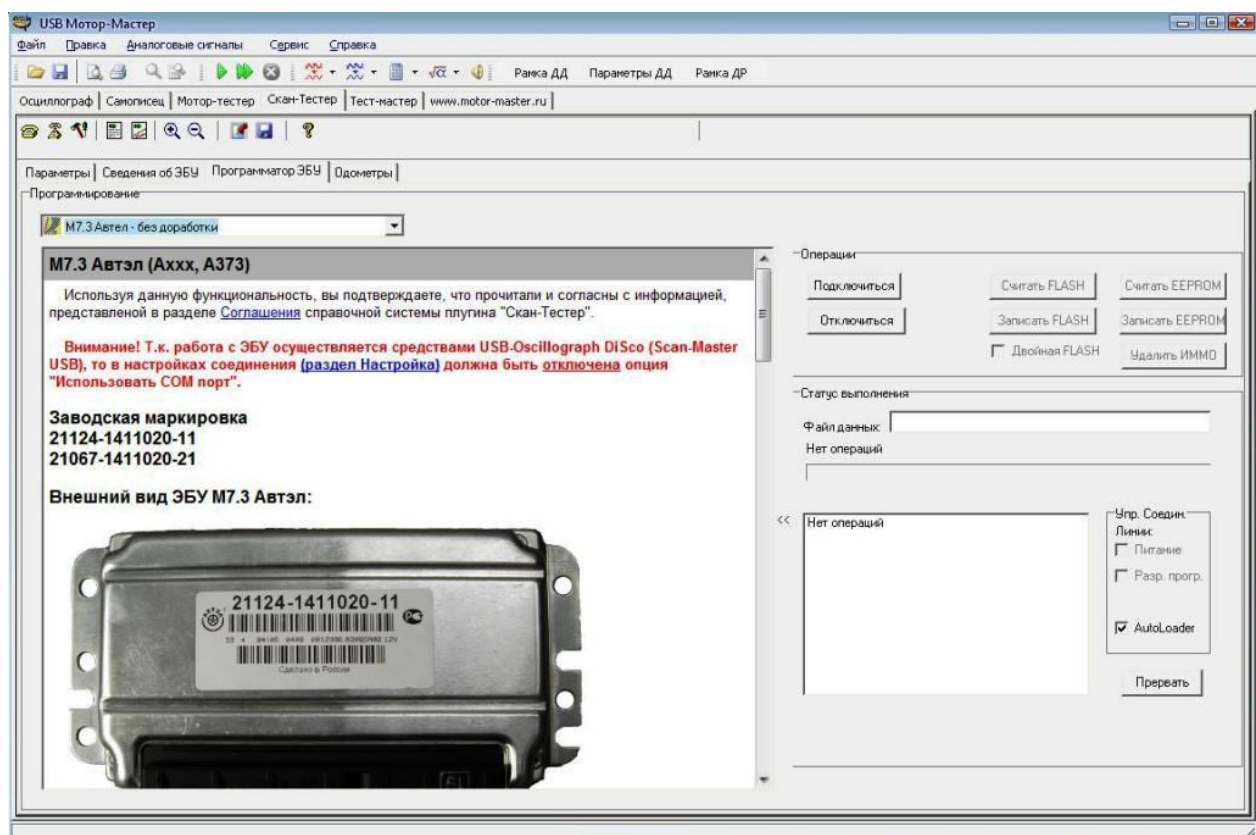 USB Мотор-Мастер
Файл Правка Аналоговые сигналы Сервис Справка
Рамка ДД Параметры ДД Рамка ДР
Осциллограф Самописец Мотор-тестер Скан-Тестер Тест-мастер www.motor-master.ru
Параметры Сведения об ЭБУ Программатор ЭБУ Одометры
Программирование
М7.3 Автел - без доработки
М7.3 Автэл (Аxxx, А373)
Используя данную функциональность, вы подтверждаете, что прочитали и согласны с информацией,
представленой в разделе Соглашения справочной системы плугина "Скан-Тестер".
Внимание! Т.к. работа с ЭБУ осуществляется средствами USB-Oscillograph DiSco (Scan-Master
USB), то в настройках соединения (раздел Настройка) должна быть отключена опция
"Использовать COM порт".
Заводская маркировка
21124-1411020-11
21067-1411020-21
Внешний вид ЭБУ М7.3 Автэл:
21124-1411020-11
Сделано в России
Операции
Подключиться Считать FLASH Считать EEPROM
Отключиться Записать FLASH Записать EEPROM
Двойная FLASH Удалить ИММО
Статус выполнения
Файл данных:
Нет операций
<< Нет операций
Упр. Соедин.
Линии:
Питание
Разр. прогр.
AutoLoader
Прервать